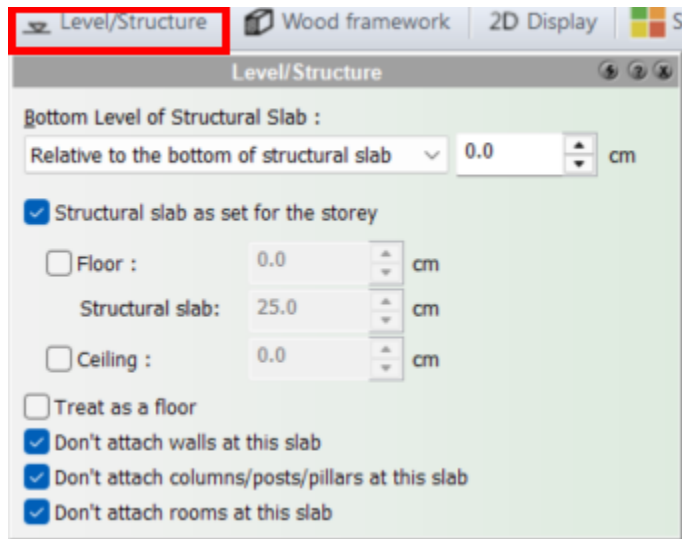 Level/Structure Wood framework 2D Display S
Level/Structure
Bottom Level of Structural Slab :
Relative to the bottom of structural slab 0.0 cm
Structural slab as set for the storey
Floor : 0.0 cm
Structural slab: 25.0 cm
Ceiling : 0.0 cm
Treat as a floor
Don't attach walls at this slab
Don't attach columns/posts/pillars at this slab
Don't attach rooms at this slab